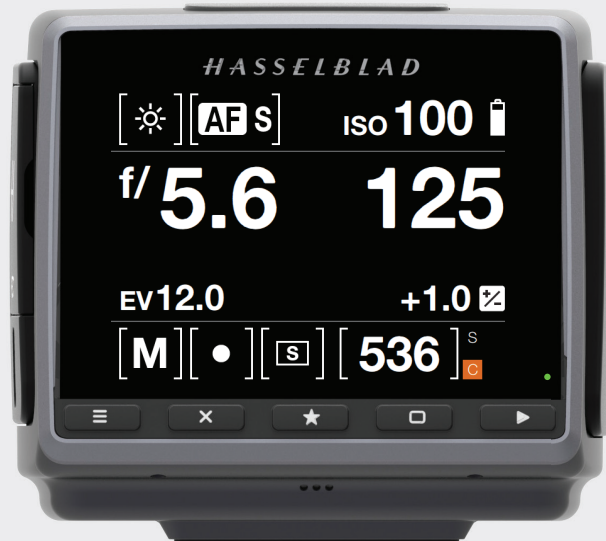 HASSELBLAD
AF S ISO 100
f/5.6 125
EV12.0 +1.0
M S 536 S
C